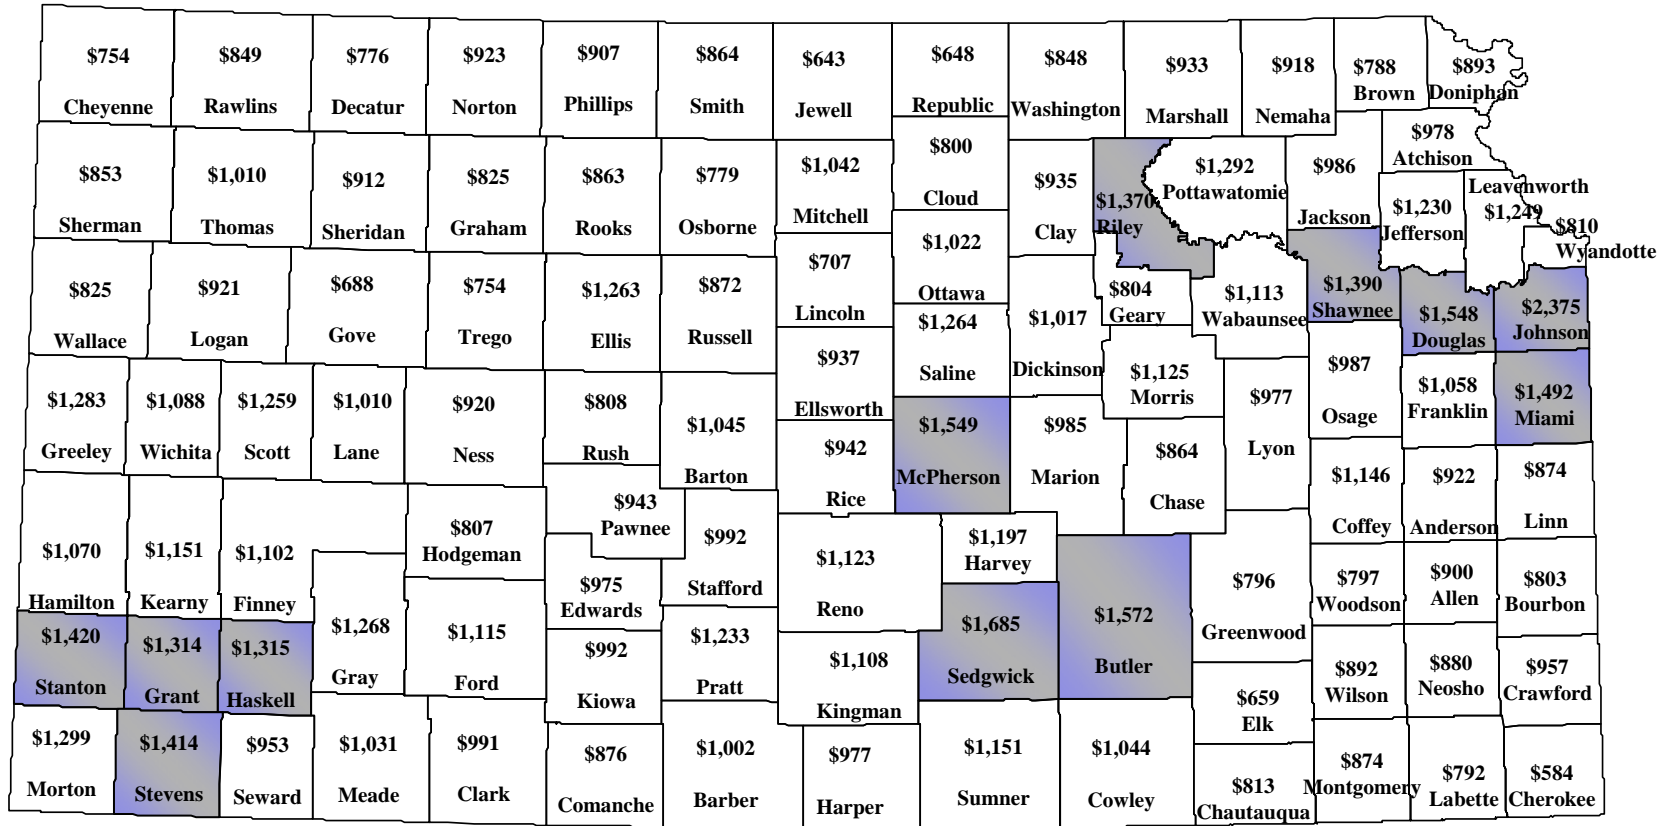 $754
Cheyenne
$849
Rawlins
$776
Decatur
$923
Norton
$907
Phillips
$864
Smith
$643
Jewell
$648
Republic
$848
Washington
$933
Marshall
$918
Nemaha
$788
Brown
$893
Doniphan
$853
Sherman
$1,010
Thomas
$912
Sheridan
$825
Graham
$863
Rooks
$779
Osborne
$1,042
Mitchell
$800
Cloud
$935
Clay
$1,370
Riley
$1,292
Pottawatomie
$986
Jackson
$978
Atchison
$1,230
Jefferson
Leavenworth
$1,249
$810
Wyandotte
$825
Wallace
$921
Logan
$688
Gove
$754
Trego
$1,263
Ellis
$872
Russell
$707
Lincoln
$1,022
Ottawa
$1,264
Saline
$1,017
Dickinson
$804
Geary
$1,113
Wabaunsee
$1,390
Shawnee
$1,548
Douglas
$2,375
Johnson
$1,283
Greeley
$1,088
Wichita
$1,259
Scott
$1,010
Lane
$920
Ness
$808
Rush
$1,045
Barton
$937
Ellsworth
$942
Rice
$1,549
McPherson
$985
Marion
$1,125
Morris
$864
Chase
$977
Lyon
$987
Osage
$1,058
Franklin
$1,492
Miami
$1,070
Hamilton
$1,151
Kearny
$1,102
Finney
$807
Hodgeman
$943
Pawnee
$992
Stafford
$975
Edwards
$1,123
Reno
$1,197
Harvey
$1,572
Butler
$796
Greenwood
$1,146
Coffey
$922
Anderson
$874
Linn
$797
Woodson
$900
Allen
$803
Bourbon
$1,420
Stanton
$1,314
Grant
$1,315
Haskell
$1,268
Gray
$1,115
Ford
$992
Kiowa
$1,233
Pratt
$1,108
Kingman
$1,685
Sedgwick
$659
Elk
$892
Wilson
$880
Neosho
$957
Crawford
$1,299
Morton
$1,414
Stevens
$953
Seward
$1,031
Meade
$991
Clark
$876
Comanche
$1,002
Barber
$977
Harper
$1,151
Sumner
$1,044
Cowley
$813
Chautauqua
$874
Montgomery
$792
Labette
$584
Cherokee